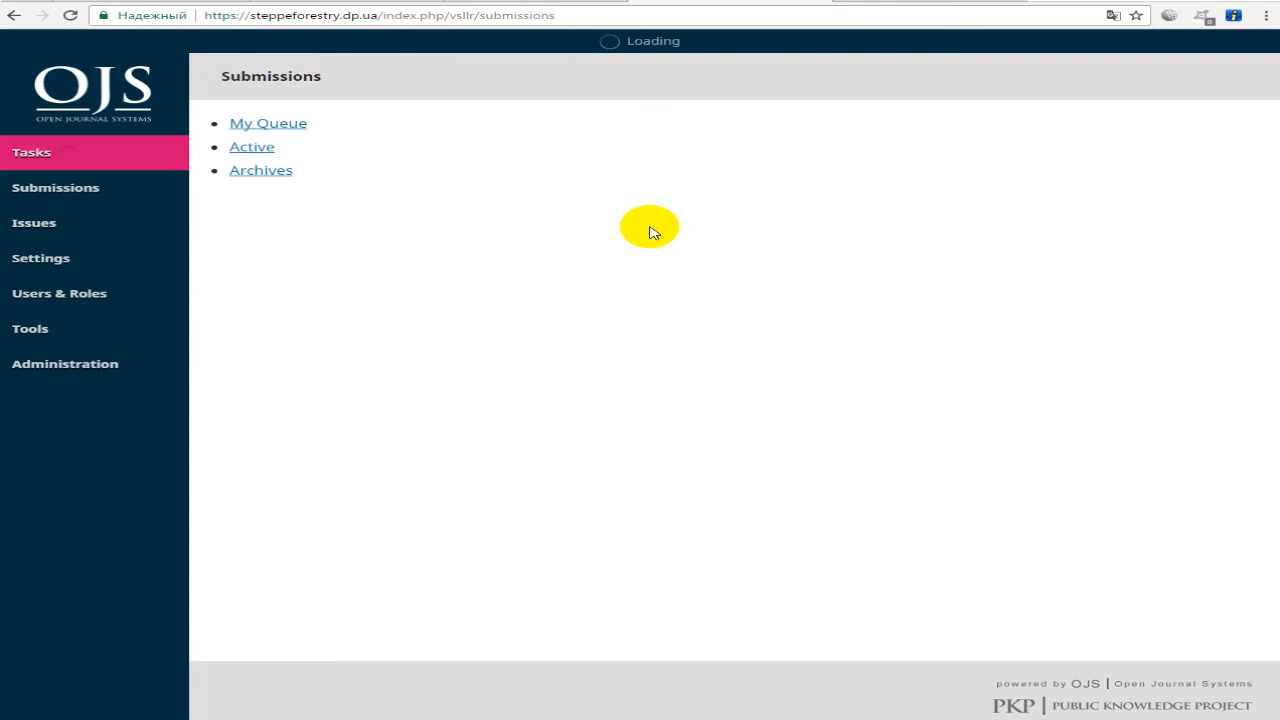 Надежный
https://steppeforestry.dp.ua/index.php/vsllr/submissions
Loading
OJS
OPEN JOURNAL SYSTEMS
Submissions
My Queue
Active
Archives
Tasks
Submissions
Issues
Settings
Users & Roles
Tools
Administration
powered by OJS | Open Journal Systems
PKP | PUBLIC KNOWLEDGE PROJECT